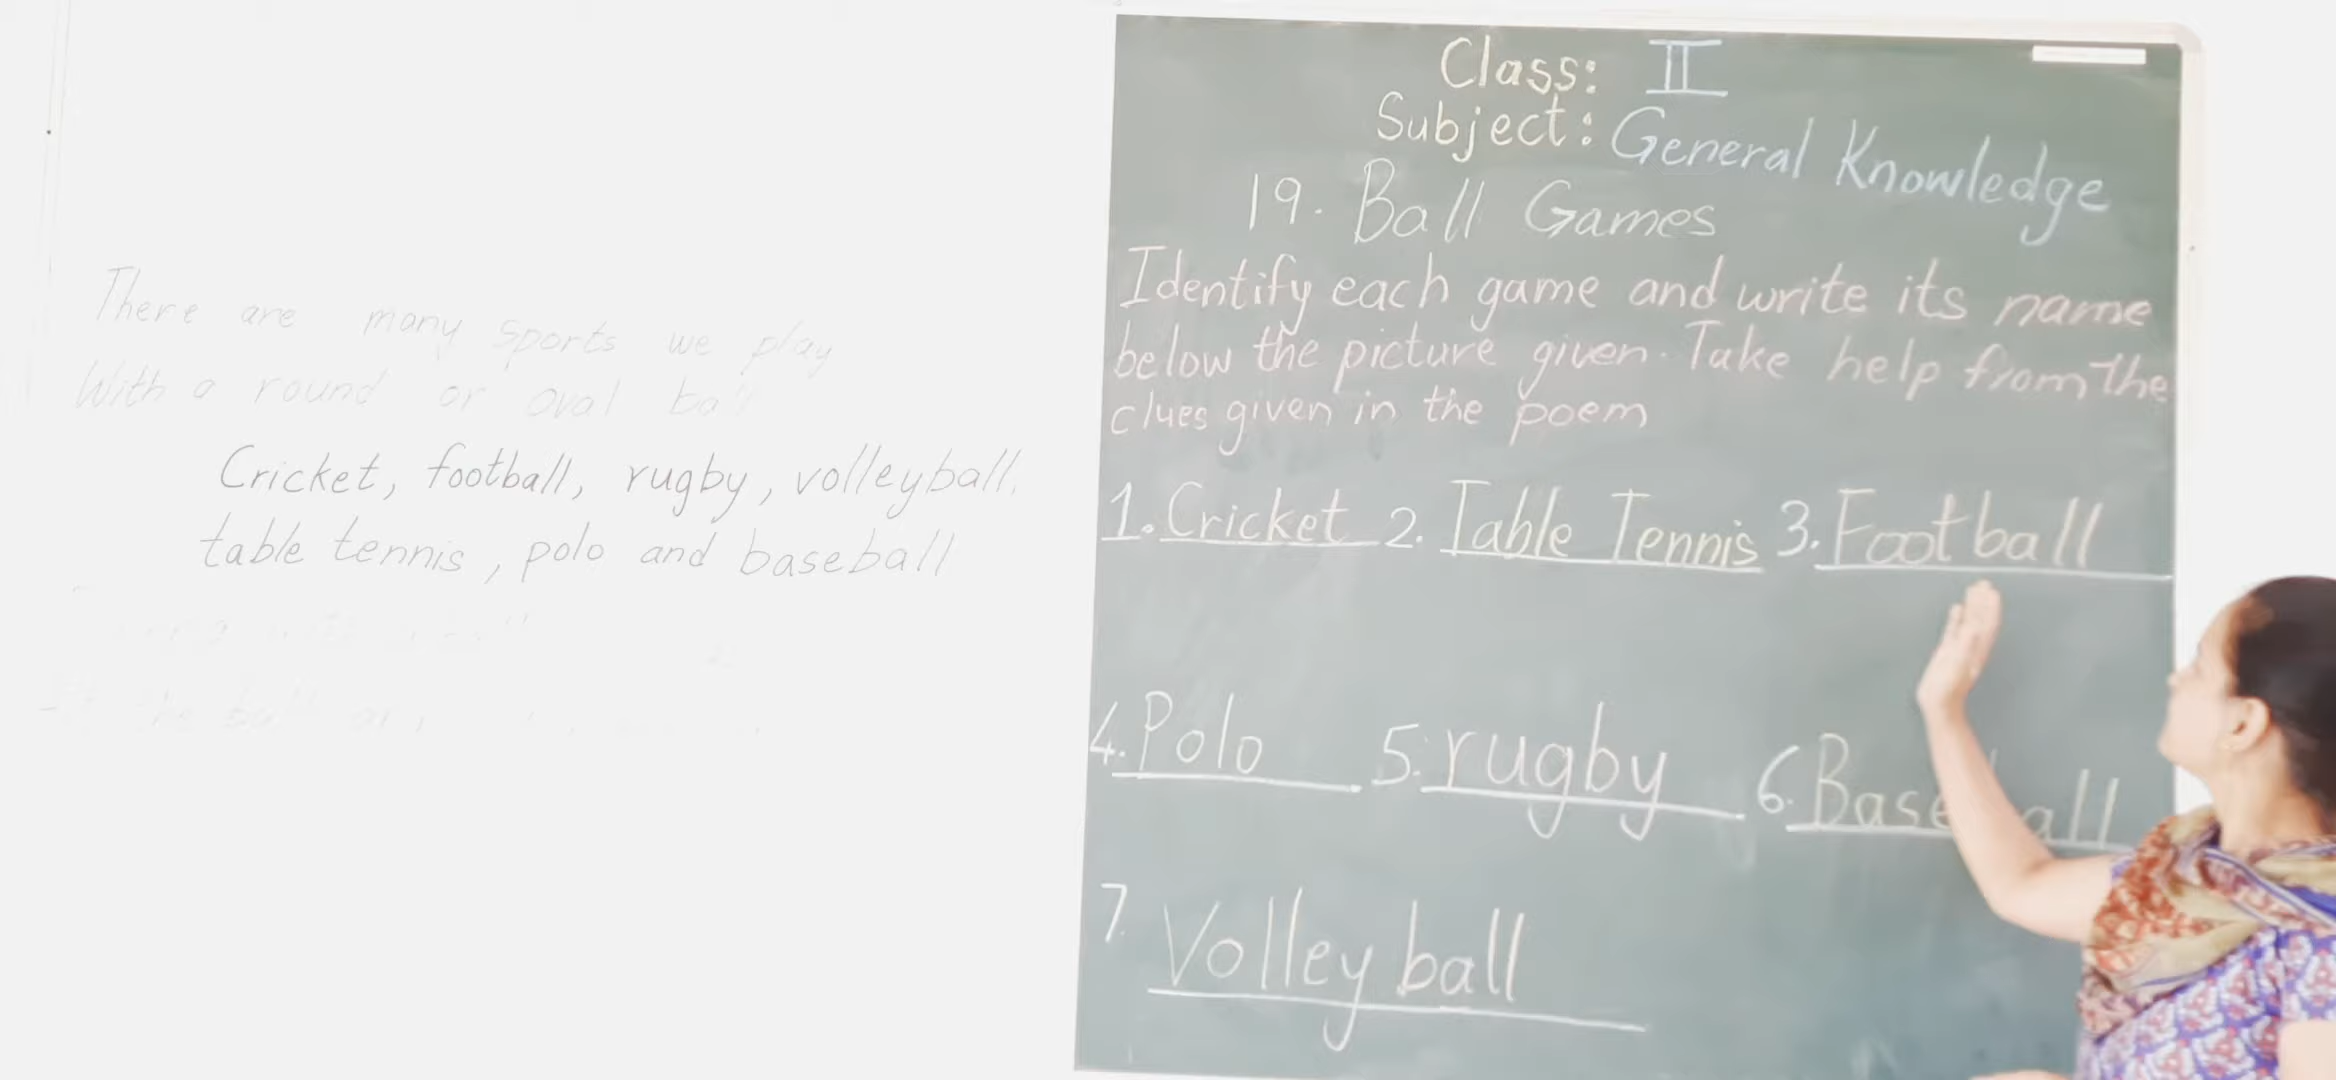 There are many sports we play
With a round or oval ball
Cricket, football, rugby, volleyball,
table tennis, polo and baseball
Class: II
Subject: General Knowledge
19. Ball Games
Identify each game and write its name
below the picture given. Take help from the
clues given in the poem
1. Cricket 2. Table Tennis 3. Football
4. Polo 5. rugby 6.
7. Volley ball